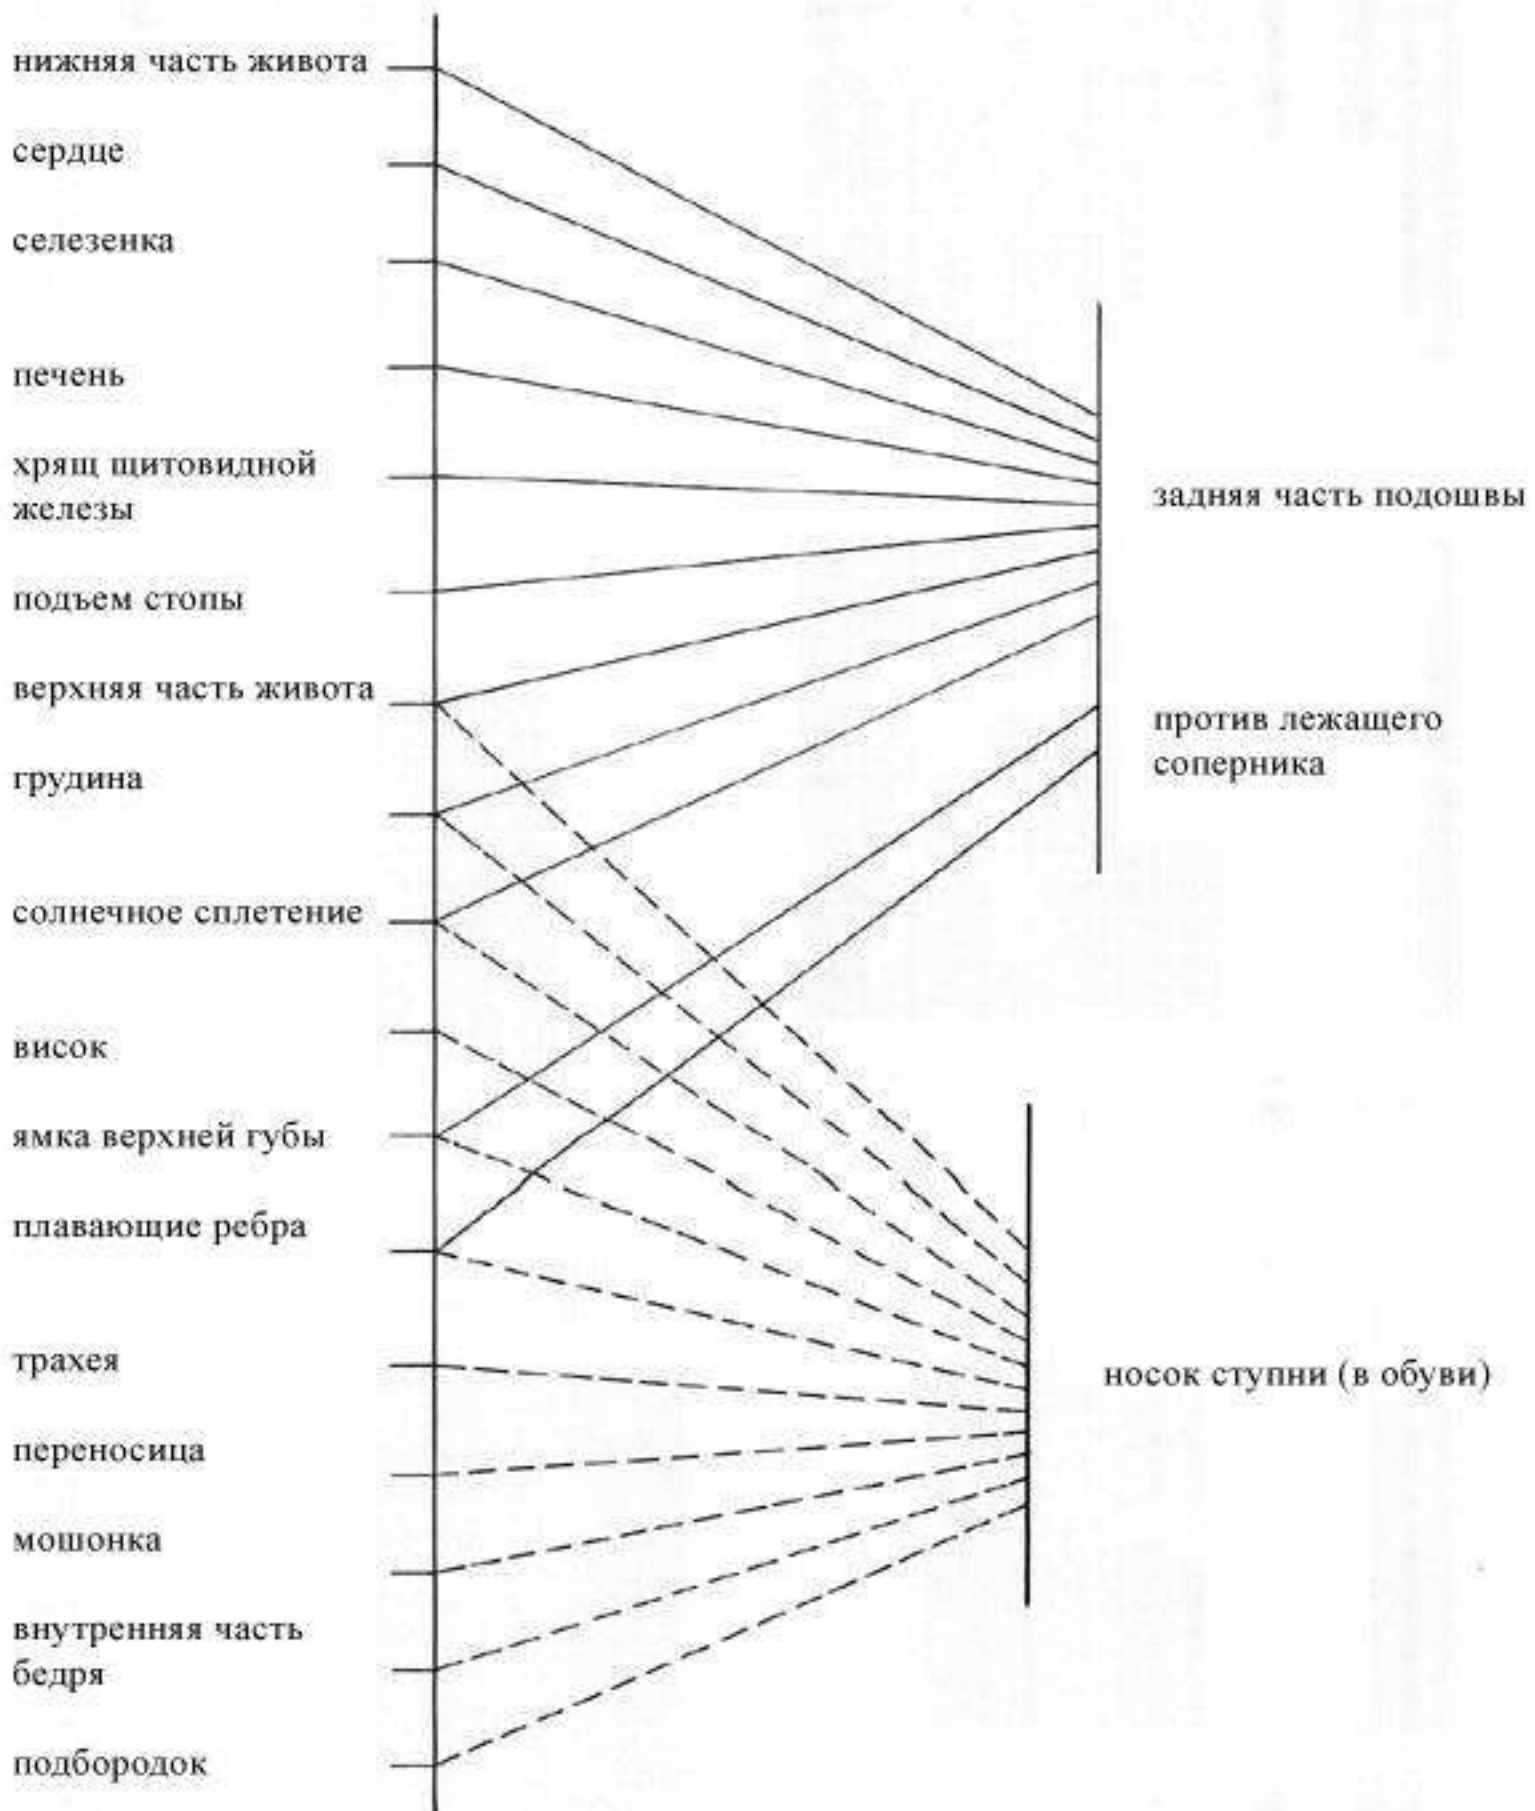 нижняя часть живота
сердце
селезенка
печень
хрящ щитовидной
железы
задняя часть подошвы
подъем стопы
верхняя часть живота
против лежащего
соперника
грудина
солнечное сплетение
висок
ямка верхней губы
плавающие ребра
трахея
носок ступни (в обуви)
переносица
мошонка
внутренняя часть
бедря
подбородок